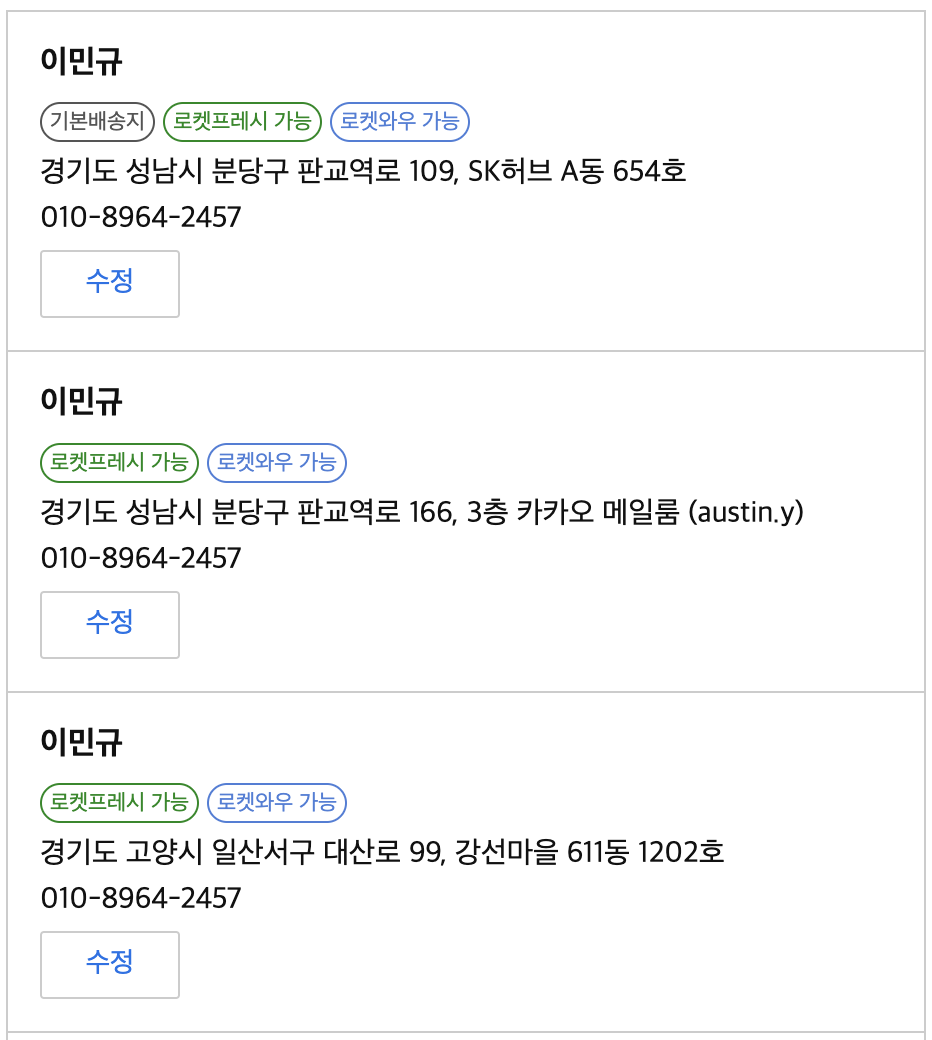 이민규
기본배송지 로켓프레시 가능 로켓와우 가능
경기도 성남시 분당구 판교역로 109, SK허브 A동 654호
010-8964-2457
수정
이민규
로켓프레시 가능 로켓와우 가능
경기도 성남시 분당구 판교역로 166, 3층 카카오 메일룸 (austin.y)
010-8964-2457
수정
이민규
로켓프레시 가능 로켓와우 가능
경기도 고양시 일산서구 대산로 99, 강선마을 611동 1202호
010-8964-2457
수정